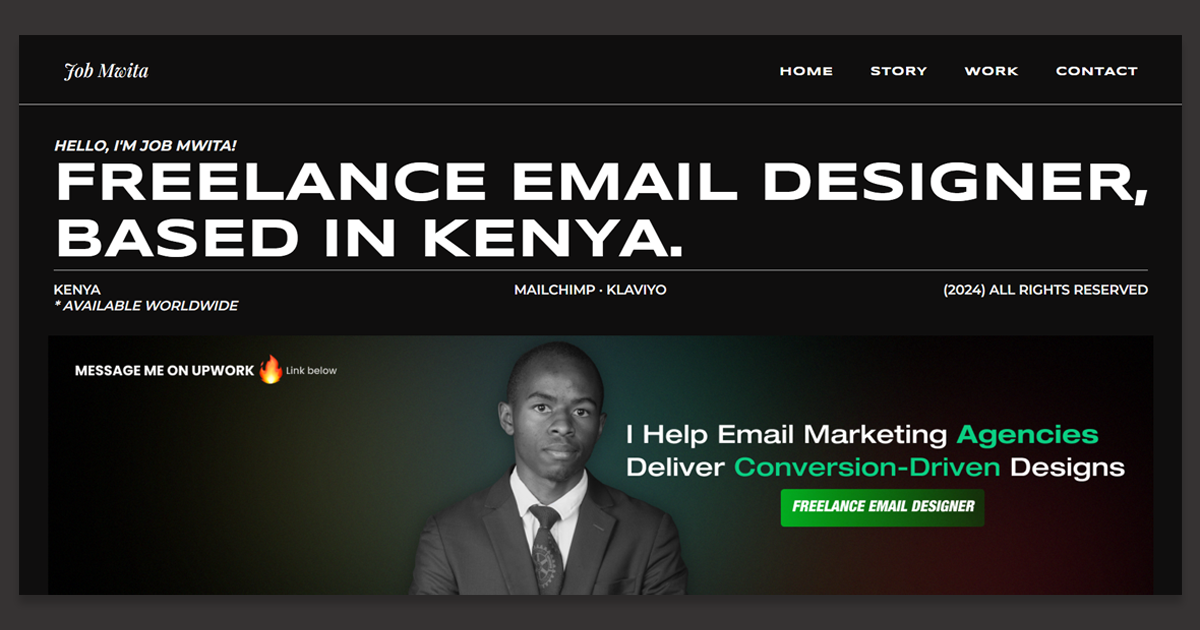 Job Mwita
HOME STORY WORK CONTACT
HELLO, I'M JOB MWITA!
FREELANCE EMAIL DESIGNER,
BASED IN KENYA.
KENYA
* AVAILABLE WORLDWIDE
MAILCHIMP · KLAVIYO
(2024) ALL RIGHTS RESERVED
MESSAGE ME ON UPWORK 🔥 Link below
I Help Email Marketing Agencies
Deliver Conversion-Driven Designs
FREELANCE EMAIL DESIGNER